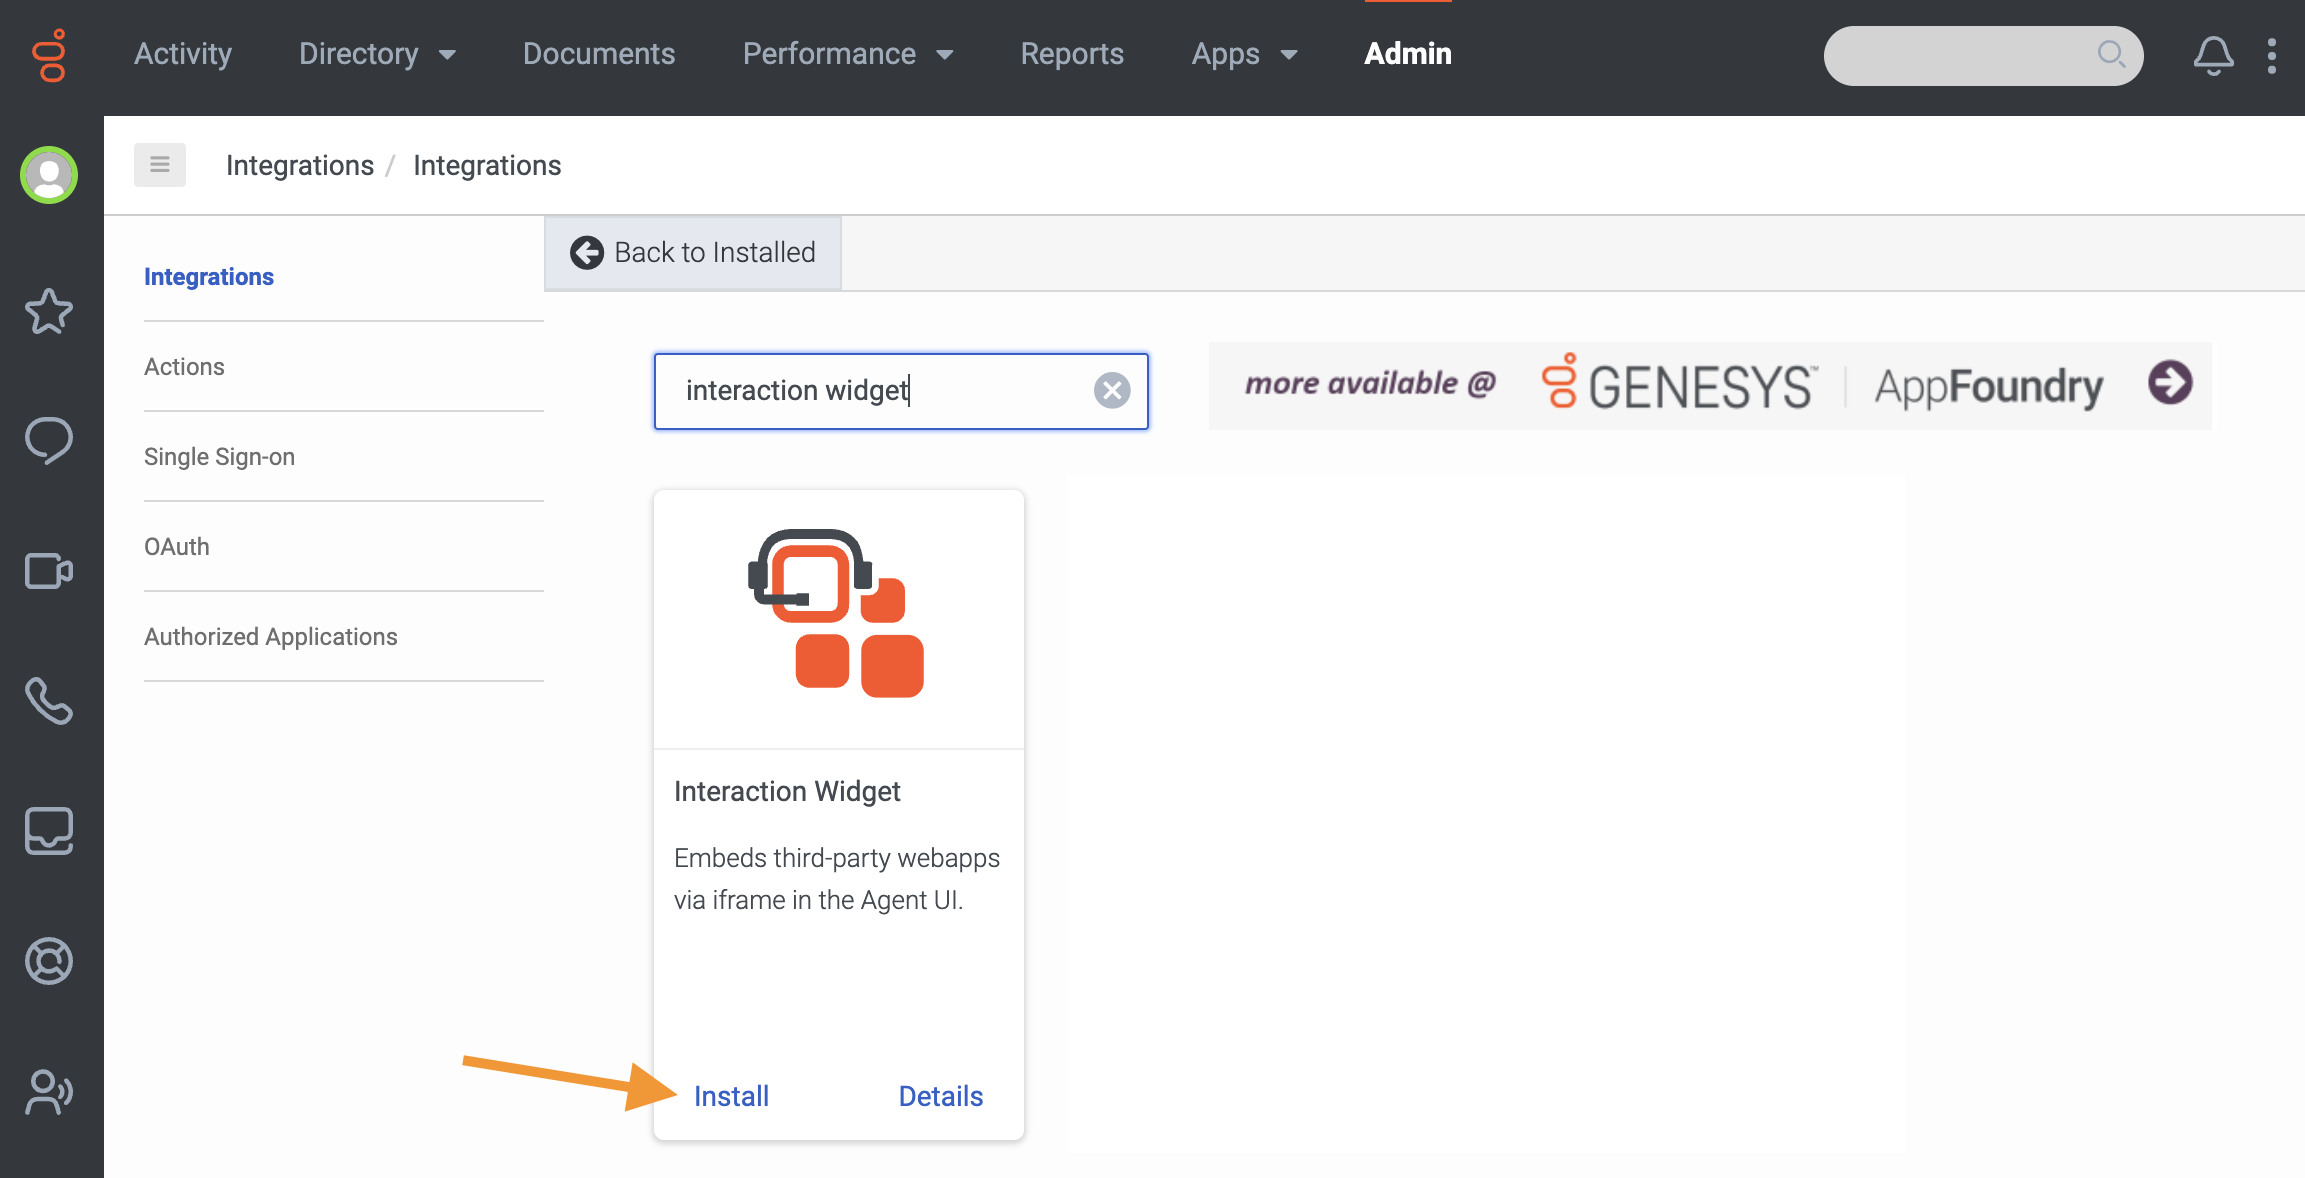 Activity Directory Documents Performance Reports Apps Admin
Integrations / Integrations
Integrations
Actions
Single Sign-on
OAuth
Authorized Applications
Back to Installed
interaction widget
more available @ GENESYS™ AppFoundry
Interaction Widget
Embeds third-party webapps
via iframe in the Agent UI.
Install Details